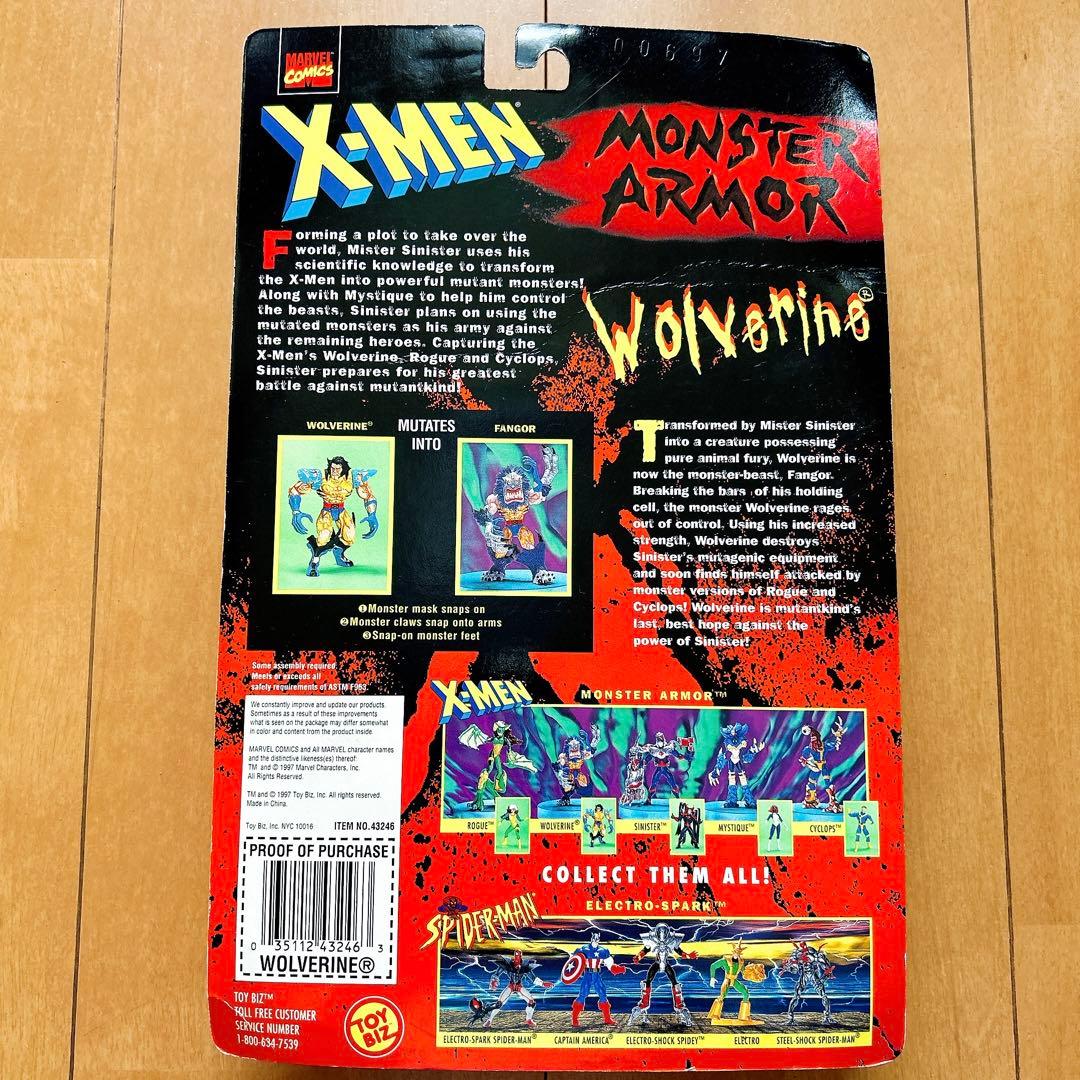 00697
MARVEL
COMICS
X-MEN®
MONSTER
ARMOR
Forming a plot to take over the
world, Mister Sinister uses his
scientific knowledge to transform
the X-Men into powerful mutant monsters!
Along with Mystique to help him control
the beasts, Sinister plans on using the
mutated monsters as his army against
the remaining heroes. Capturing the
X-Men's Wolverine, Rogue and Cyclops,
Sinister prepares for his greatest
battle against mutantkind!
Wolverine®
WOLVERINE®
MUTATES
INTO
FANGOR
❶Monster mask snaps on
❷Monster claws snap onto arms
❸Snap-on monster feet
Transformed by Mister Sinister
into a creature possessing
pure animal fury, Wolverine is
now the monster-beast, Fangor.
Breaking the bars of his holding
cell, the monster Wolverine rages
out of control. Using his increased
strength, Wolverine destroys
Sinister's mutagenic equipment
and soon finds himself attacked by
monster versions of Rogue and
Cyclops! Wolverine is mutantkind's
last, best hope against the
power of Sinister!
Some assembly required.
Meets or exceeds all
safety requirements of ASTM F963.
We constantly improve and update our products.
Sometimes as a result of these improvements
what is seen on the package may differ somewhat
in color and content from the product inside.
MARVEL COMICS and All MARVEL character names
and the distinctive likeness(es) thereof:
TM and © 1997 Marvel Characters, Inc.
All Rights Reserved.
TM and © 1997 Toy Biz, Inc. All rights reserved.
Made in China.
Toy Biz, Inc. NYC 10016 ITEM NO.43246
PROOF OF PURCHASE
0 35112 43246 3
WOLVERINE®
TOY BIZ™
TOLL FREE CUSTOMER
SERVICE NUMBER
1-800-634-7539
TOY
BIZ
X-MEN
MONSTER ARMOR™
ROGUE™ WOLVERINE® SINISTER™ MYSTIQUE™ CYCLOPS™
COLLECT THEM ALL!
SPIDER-MAN®
ELECTRO-SPARK™
ELECTRO-SPARK SPIDER-MAN® CAPTAIN AMERICA® ELECTRO-SHOCK SPIDEY™ ELECTRO STEEL-SHOCK SPIDER-MAN®